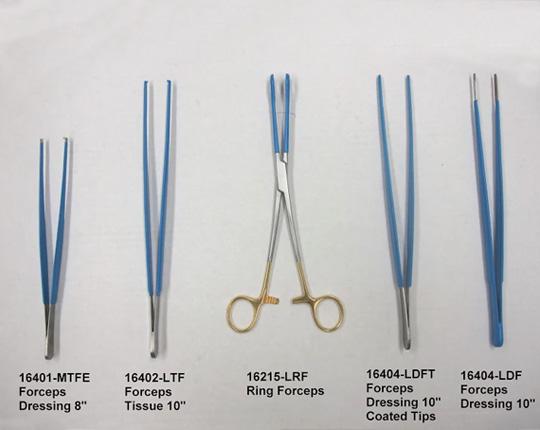 16401-MTFE
Forceps
Dressing 8"
16402-LTF
Forceps
Tissue 10"
16215-LRF
Ring Forceps
16404-LDFT
Forceps
Dressing 10"
Coated Tips
16404-LDF
Forceps
Dressing 10"